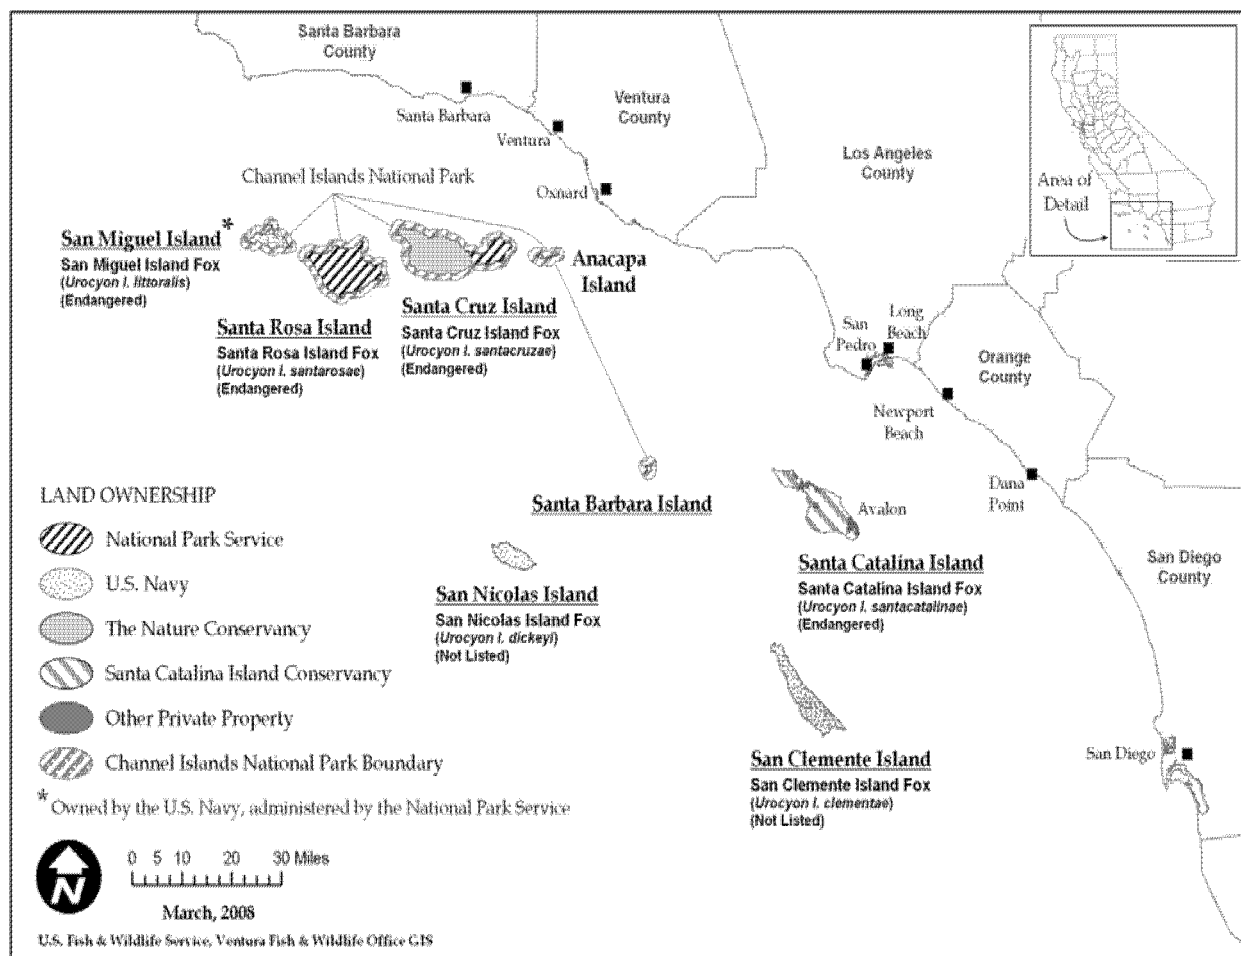 Santa Barbara
County
Ventura
County
Los Angeles
County
Santa Barbara
Ventura
Oxnard
Channel Islands National Park
Area of
Detail
San Miguel Island*
San Miguel Island Fox
(Urocyon l. littoralis)
(Endangered)
Santa Rosa Island
Santa Rosa Island Fox
(Urocyon l. santarosae)
(Endangered)
Santa Cruz Island
Santa Cruz Island Fox
(Urocyon l. santacruzae)
(Endangered)
Anacapa
Island
San
Pedro
Long
Beach
Orange
County
Newport
Beach
Dana
Point
San Diego
County
Santa Barbara Island
Avalon
Santa Catalina Island
Santa Catalina Island Fox
(Urocyon l. santacatalinae)
(Endangered)
San Nicolas Island
San Nicolas Island Fox
(Urocyon l. dickeyi)
(Not Listed)
San Clemente Island
San Clemente Island Fox
(Urocyon l. clementae)
(Not Listed)
San Diego
LAND OWNERSHIP
National Park Service
U.S. Navy
The Nature Conservancy
Santa Catalina Island Conservancy
Other Private Property
Channel Islands National Park Boundary
* Owned by the U.S. Navy, administered by the National Park Service
N
0 5 10 20 30 Miles
March, 2008
U.S. Fish & Wildlife Service, Ventura Fish & Wildlife Office GIS